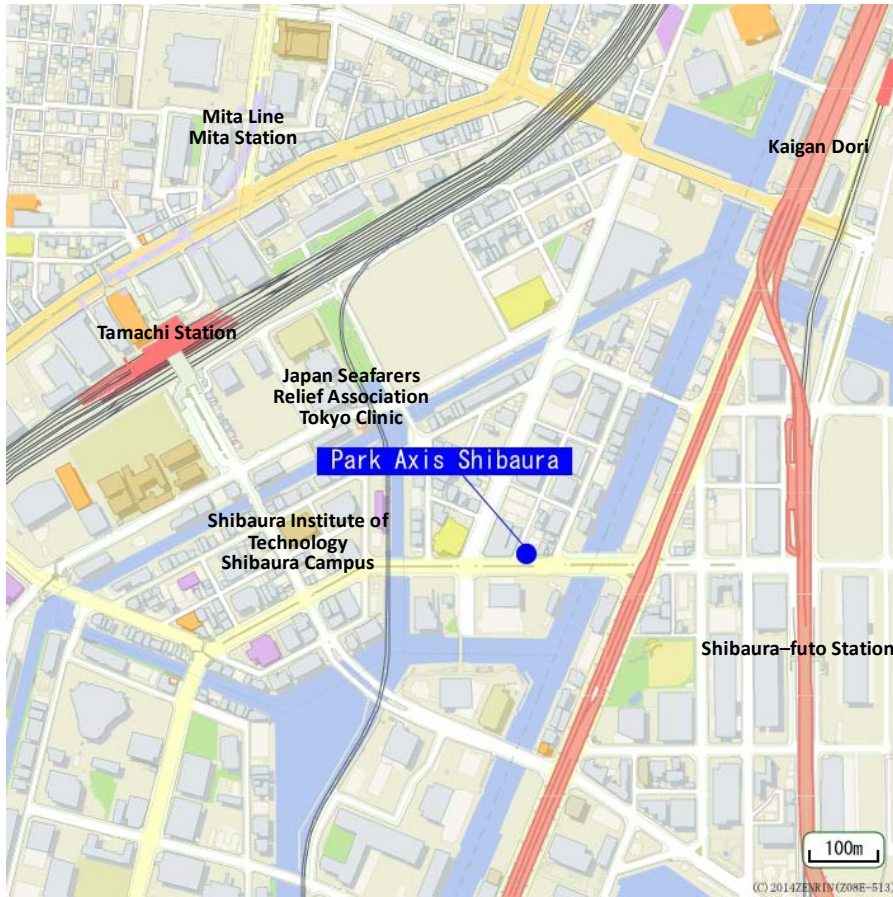 Mita Line
Mita Station
Kaigan Dori
Tamachi Station
Japan Seafarers
Relief Association
Tokyo Clinic
Park Axis Shibaura
Shibaura Institute of
Technology
Shibaura Campus
Shibaura–futo Station
100m
(C) 2014ZENRIN(Z08E-513)